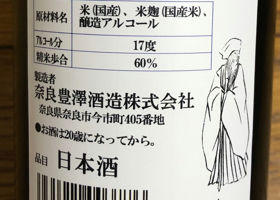 原材料名 米(国産)、米麹(国産米)、
醸造アルコール
アルコール分 17度
精米歩合 60%
製造者
奈良豊澤酒造株式会社
奈良県奈良市今市町405番地
●お酒は20歳になってから。
品目 日本酒